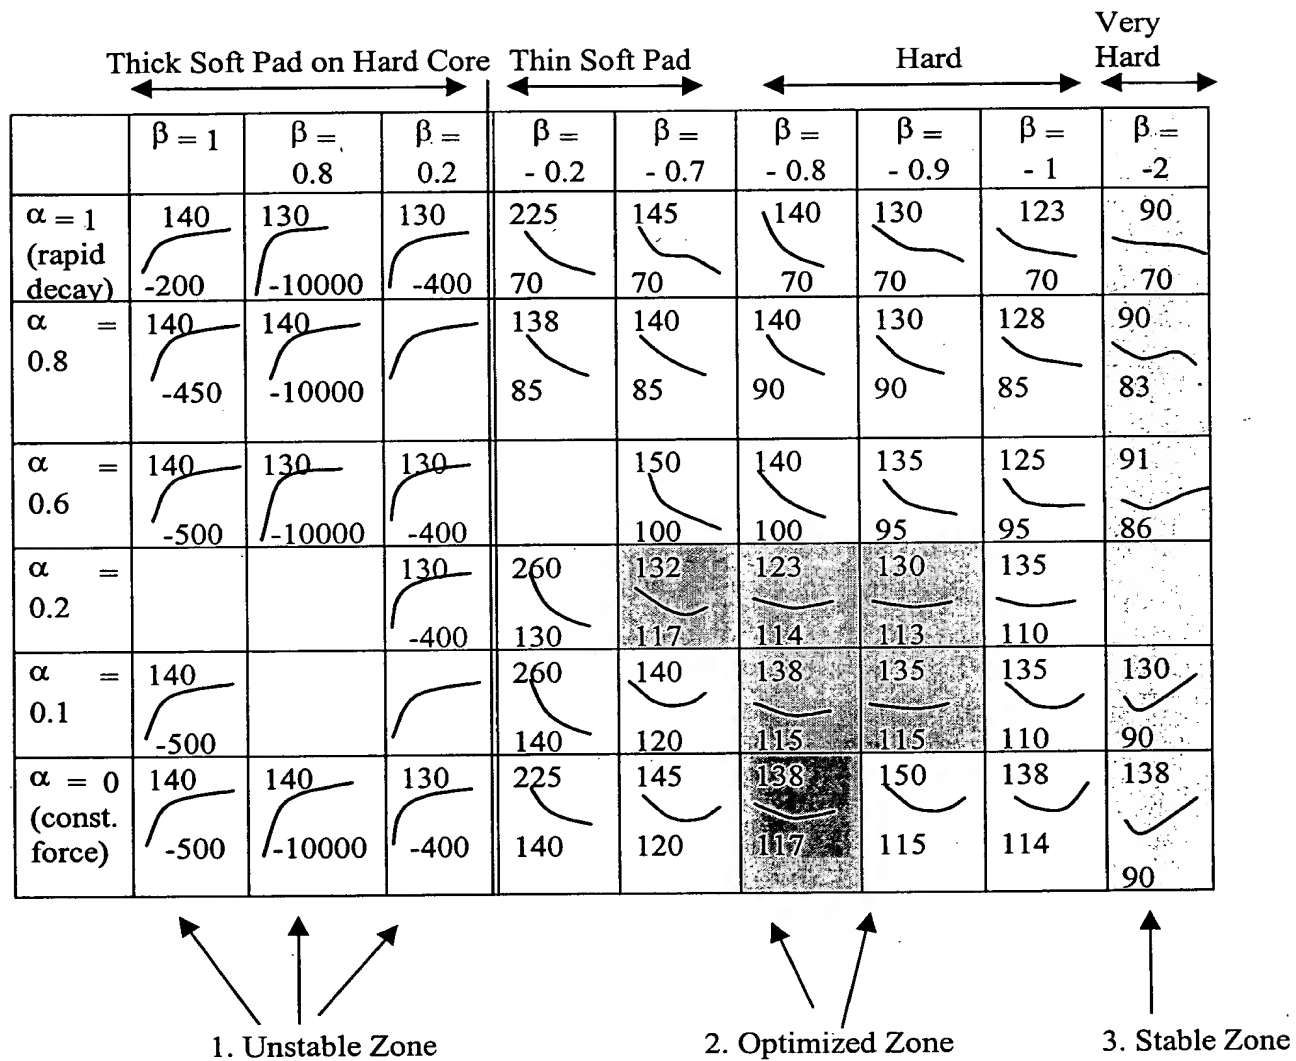 Very
Hard
Thick Soft Pad on Hard Core Thin Soft Pad Hard
β = 1 β = 0.8 β = 0.2 β = - 0.2 β = - 0.7 β = - 0.8 β = - 0.9 β = - 1 β = -2
α = 1 (rapid decay)
140 130 130 225 145 140 130 123 90
-200 -10000 -400 70 70 70 70 70 70
α = 0.8
140 140 138 140 140 130 128 90
-450 -10000 85 85 90 90 85 83
α = 0.6
140 130 130 150 140 135 125 91
-500 -10000 -400 100 100 95 95 86
α = 0.2
130 260 132 123 130 135
-400 130 117 114 113 110
α = 0.1
140 260 140 138 135 135 130
-500 140 120 115 115 110 90
α = 0 (const. force)
140 140 130 225 145 138 150 138 138
-500 -10000 -400 140 120 117 115 114 90
1. Unstable Zone 2. Optimized Zone 3. Stable Zone